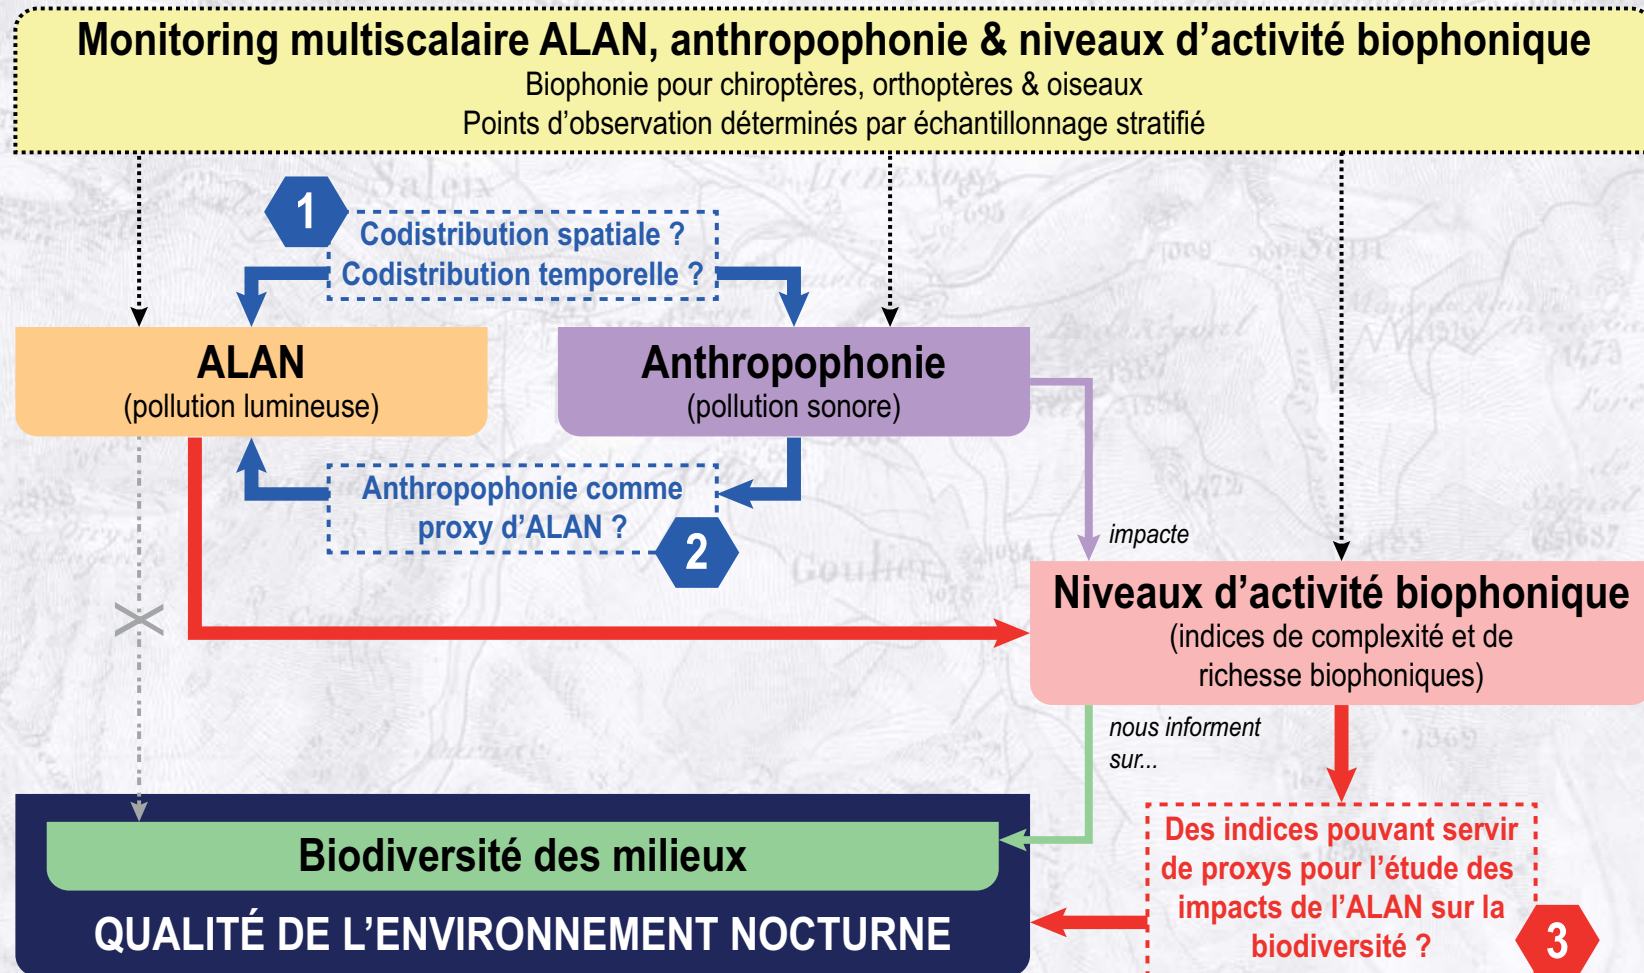 Monitoring multiscalaire ALAN, anthropophonie & niveaux d’activité biophonique
Biophonie pour chiroptères, orthoptères & oiseaux
Points d’observation déterminés par échantillonnage stratifié
1
Codistribution spatiale ?
Codistribution temporelle ?
ALAN
(pollution lumineuse)
Anthropophonie
(pollution sonore)
Anthropophonie comme
proxy d’ALAN ?
2
impacte
Niveaux d’activité biophonique
(indices de complexité et de
richesse biophoniques)
nous informent
sur...
Biodiversité des milieux
QUALITÉ DE L’ENVIRONNEMENT NOCTURNE
Des indices pouvant servir
de proxys pour l’étude des
impacts de l’ALAN sur la
biodiversité ?
3
Saleix
Goulier